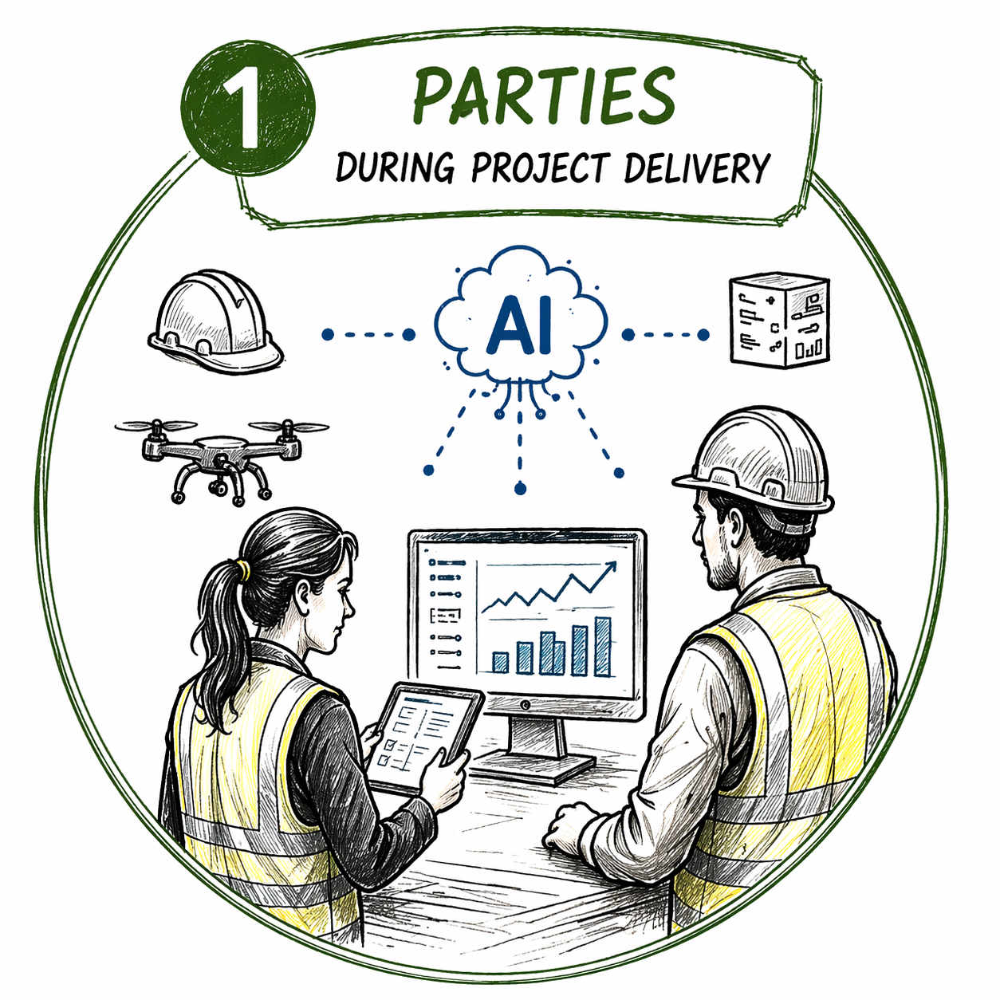 1
PARTIES
DURING PROJECT DELIVERY
AI